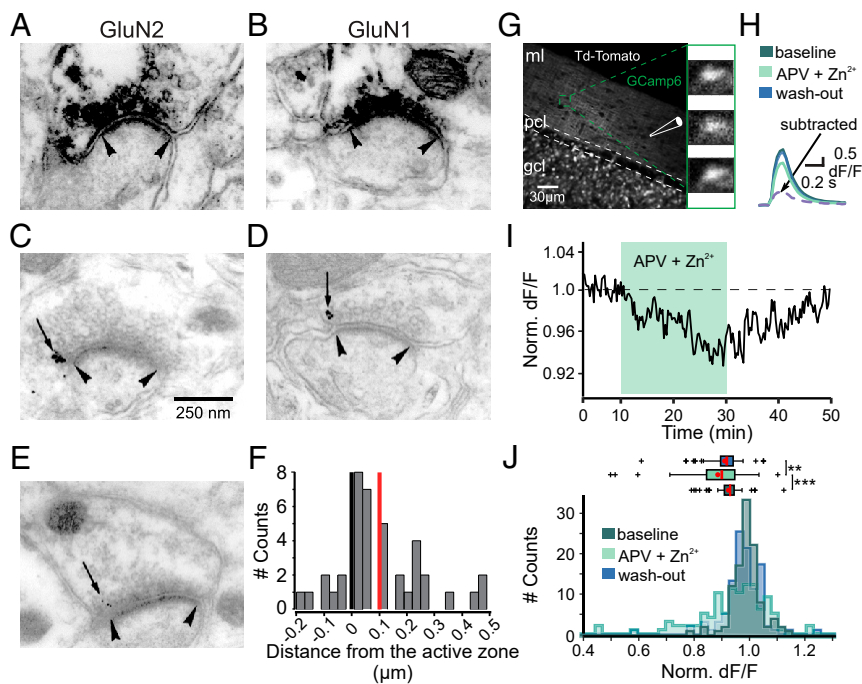 A
GluN2
B
GluN1
C
D
250 nm
E
F
8
6
4
2
0
# Counts
-0.2
-0.1
0
0.1
0.2
0.3
0.4
0.5
Distance from the active zone
(μm)
G
ml
Td-Tomato
GCamp6
pcl
gcl
30μm
H
baseline
APV + Zn²⁺
wash-out
subtracted
0.5
dF/F
0.2 s
I
1.04
1.0
0.96
0.92
Norm. dF/F
APV + Zn²⁺
0
10
20
30
40
50
Time (min)
J
**
***
30
20
10
0
# Counts
baseline
APV + Zn²⁺
wash-out
0.4
0.6
0.8
1.0
1.2
Norm. dF/F